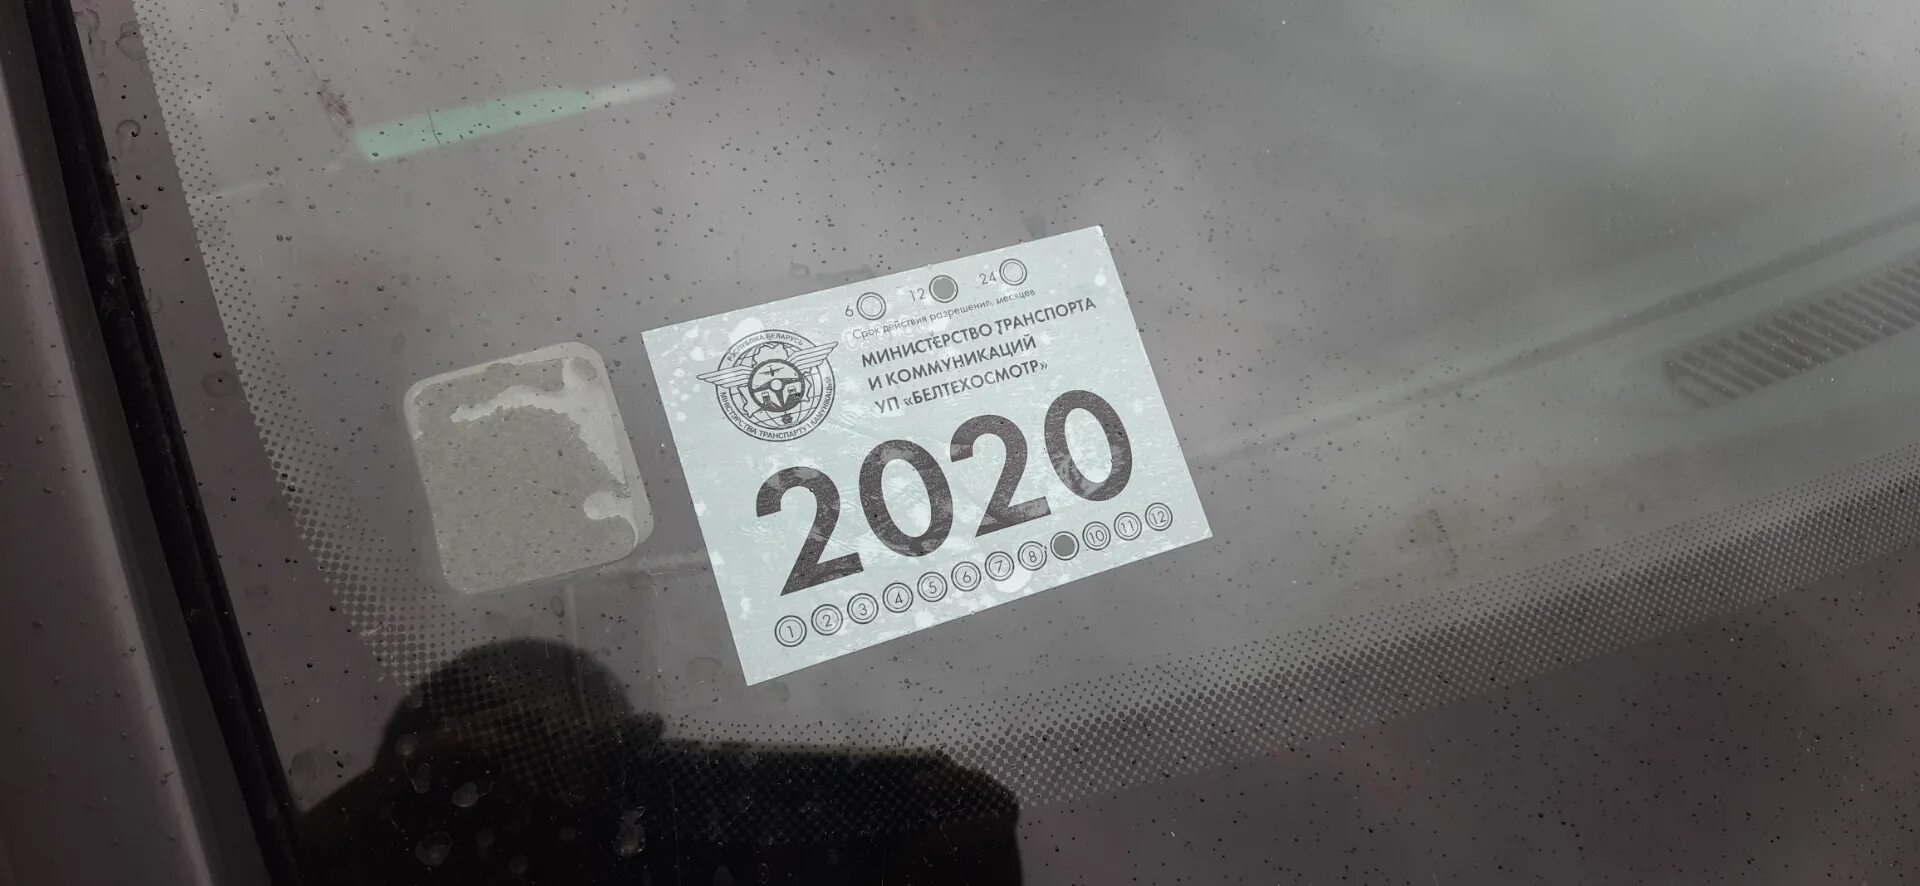 6 12 24
Срок действия разрешения, месяцев
МИНИСТЕРСТВО ТРАНСПОРТА
И КОММУНИКАЦИЙ
УП «БЕЛТЕХОСМОТР»
РЭСПУБЛІКА БЕЛАРУСЬ
МІНІСТЭРСТВА ТРАНСПАРТУ І КАМУНІКАЦЫЙ
2020
1 2 3 4 5 6 7 8 10 11 12